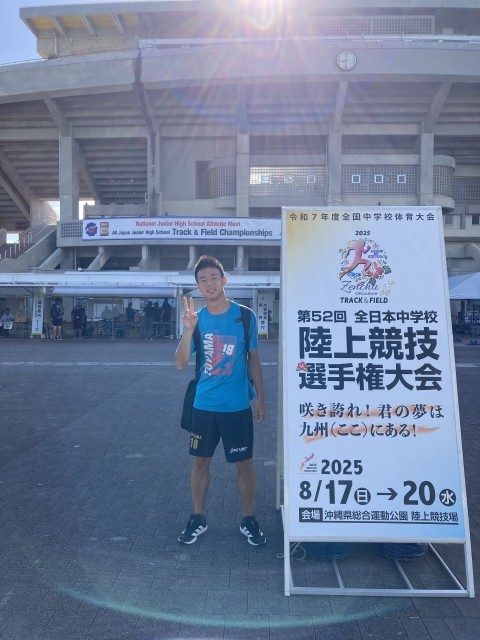 National Junior High School Athletic Meet
All Japan Junior High School Track & Field Championships
令和7年度全国中学校体育大会
2025
Zenchu
TRACK & FIELD
第52回 全日本中学校
陸上競技
選手権大会
咲き誇れ!君の夢は
九州(ここ)にある!
2025
8/17日→20水
会場 沖縄県総合運動公園 陸上競技場
TOYAMA
18
18